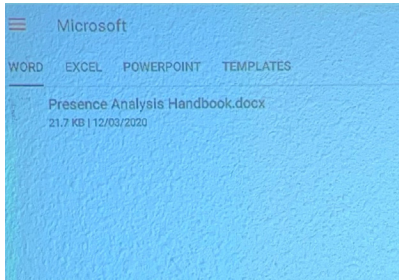 Microsoft
WORD EXCEL POWERPOINT TEMPLATES
Presence Analysis Handbook.docx
21.7 KB | 12/03/2020